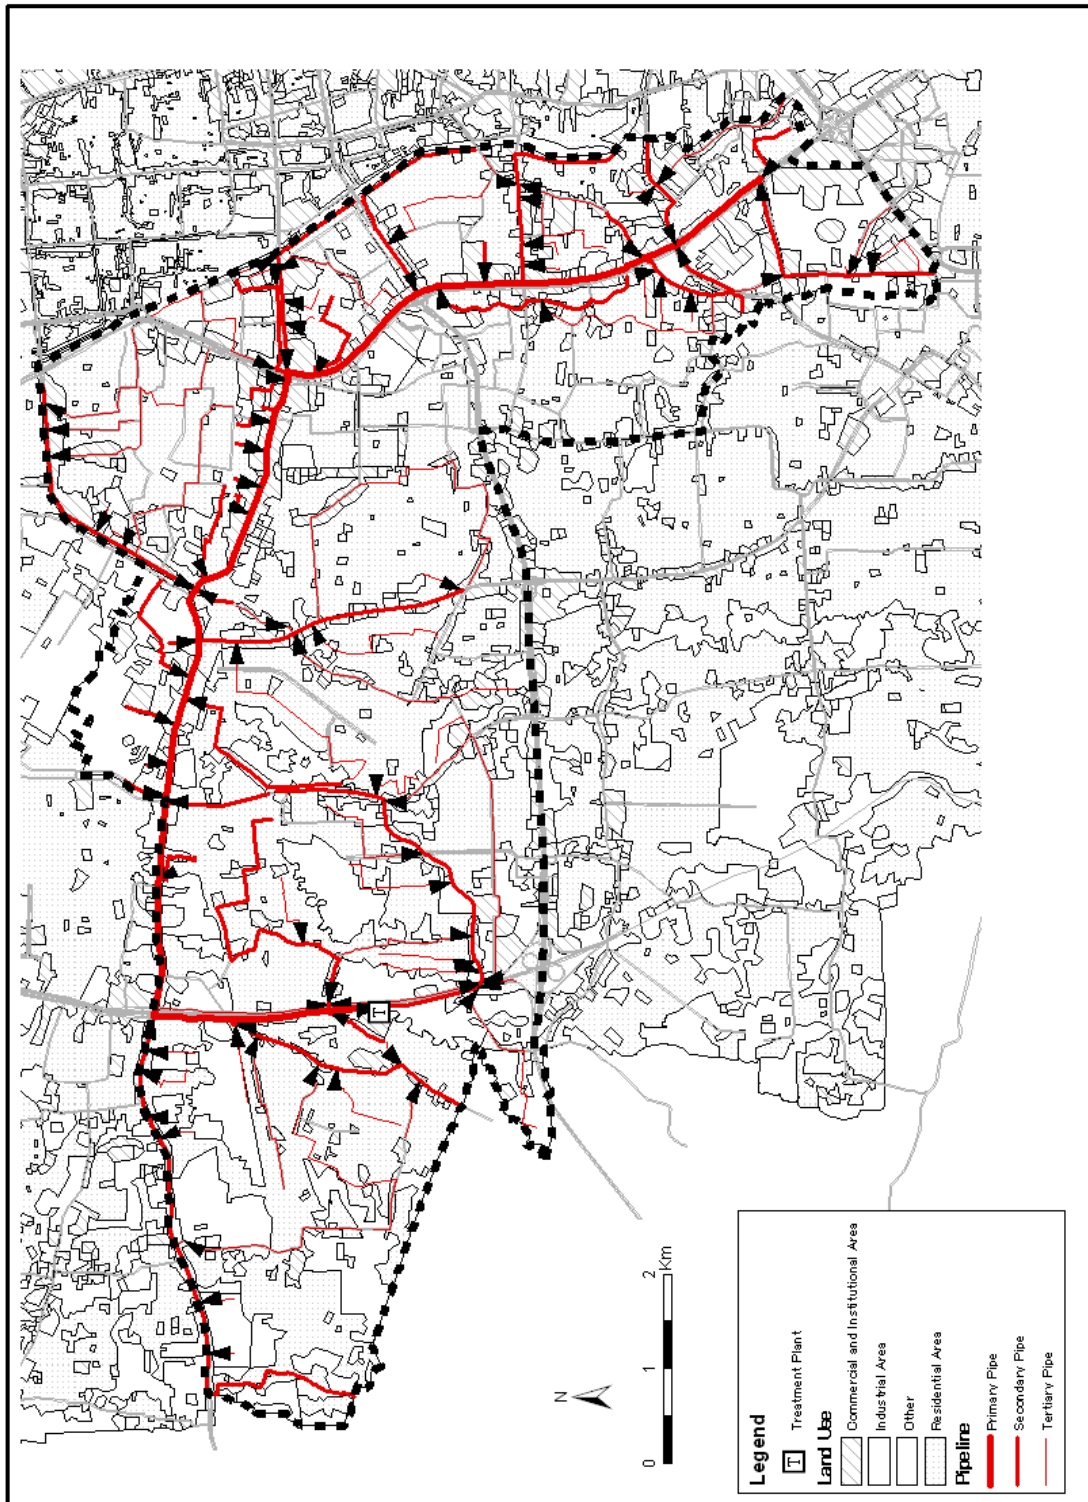 Legend
T Treatment Plant
Land Use
Commercial and Institutional Area
Industrial Area
Other
Residential Area
Pipeline
Primary Pipe
Secondary Pipe
Tertiary Pipe
N
0 1 2 Km
T